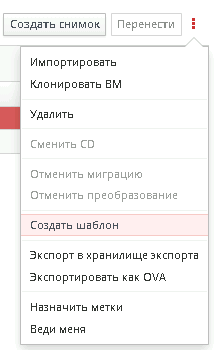 Создать снимок Перенести
Импортировать
Клонировать ВМ
Удалить
Сменить CD
Отменить миграцию
Отменить преобразование
Создать шаблон
Экспорт в хранилище экспорта
Экспортировать как OVA
Назначить метки
Веди меня